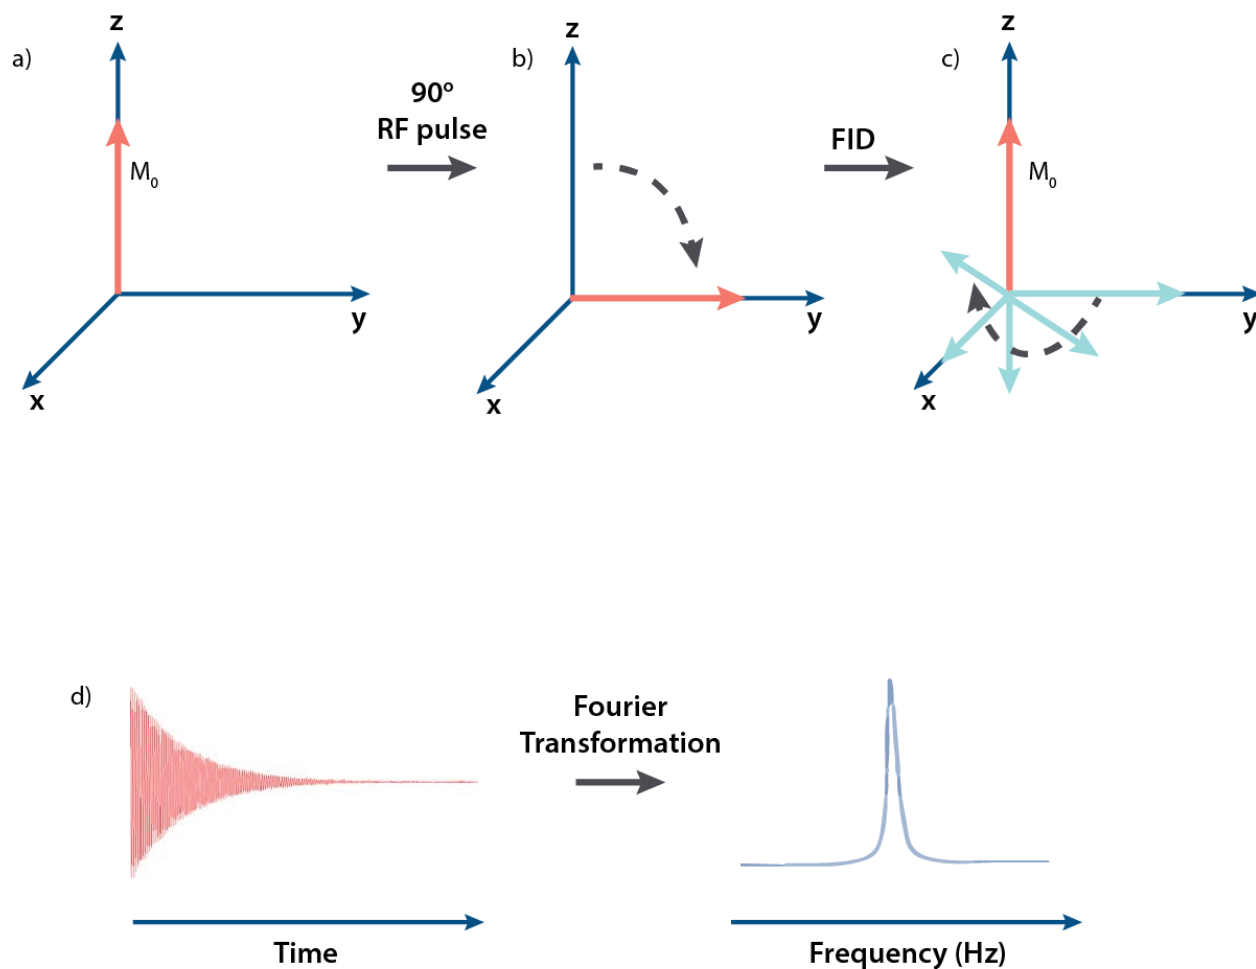 a)
z
M₀
y
x
90°
RF pulse
b)
z
y
x
FID
c)
z
M₀
y
x
d)
Time
Fourier
Transformation
Frequency (Hz)